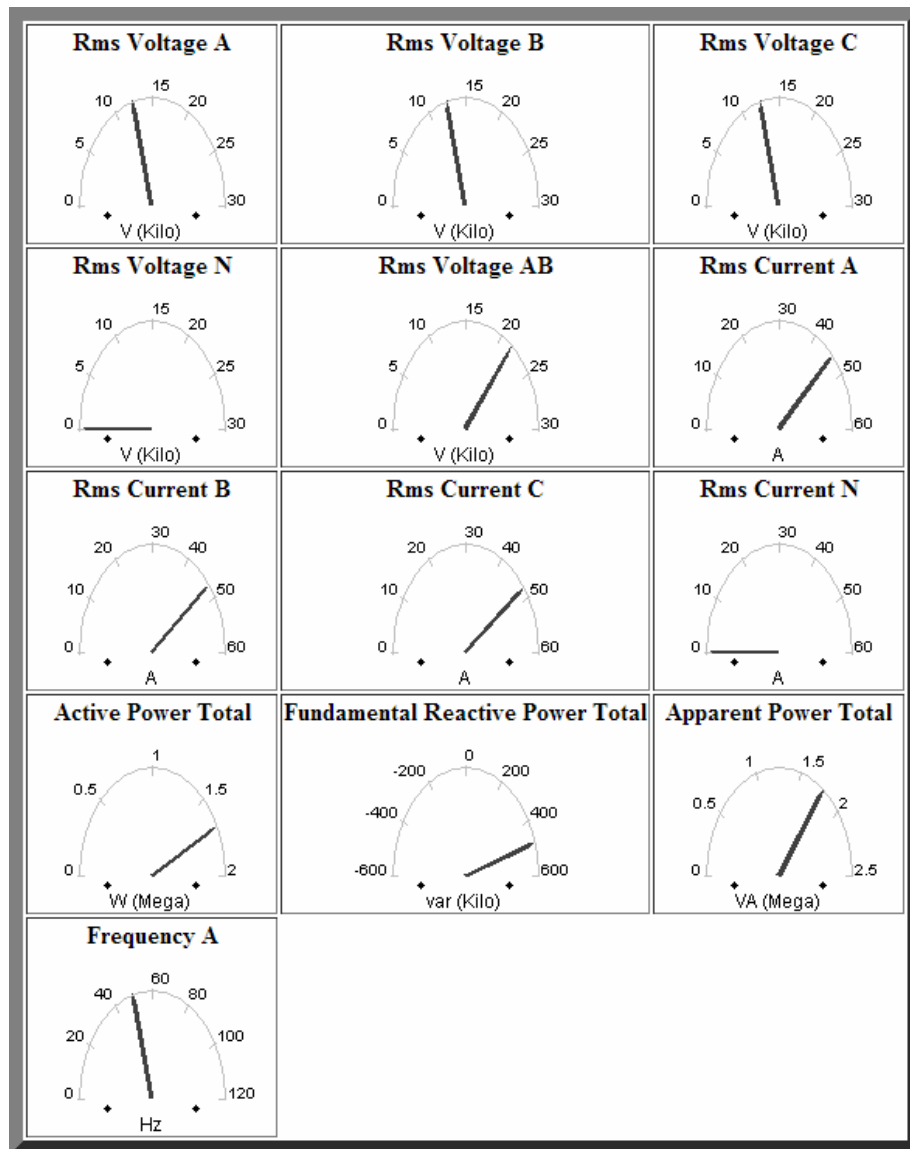 Rms Voltage A
0 5 10 15 20 25 30
V (Kilo)
Rms Voltage B
0 5 10 15 20 25 30
V (Kilo)
Rms Voltage C
0 5 10 15 20 25 30
V (Kilo)
Rms Voltage N
0 5 10 15 20 25 30
V (Kilo)
Rms Voltage AB
0 5 10 15 20 25 30
V (Kilo)
Rms Current A
0 10 20 30 40 50 60
A
Rms Current B
0 10 20 30 40 50 60
A
Rms Current C
0 10 20 30 40 50 60
A
Rms Current N
0 10 20 30 40 50 60
A
Active Power Total
0 0.5 1 1.5 2
W (Mega)
Fundamental Reactive Power Total
-600 -400 -200 0 200 400 600
var (Kilo)
Apparent Power Total
0 0.5 1 1.5 2 2.5
VA (Mega)
Frequency A
0 20 40 60 80 100 120
Hz